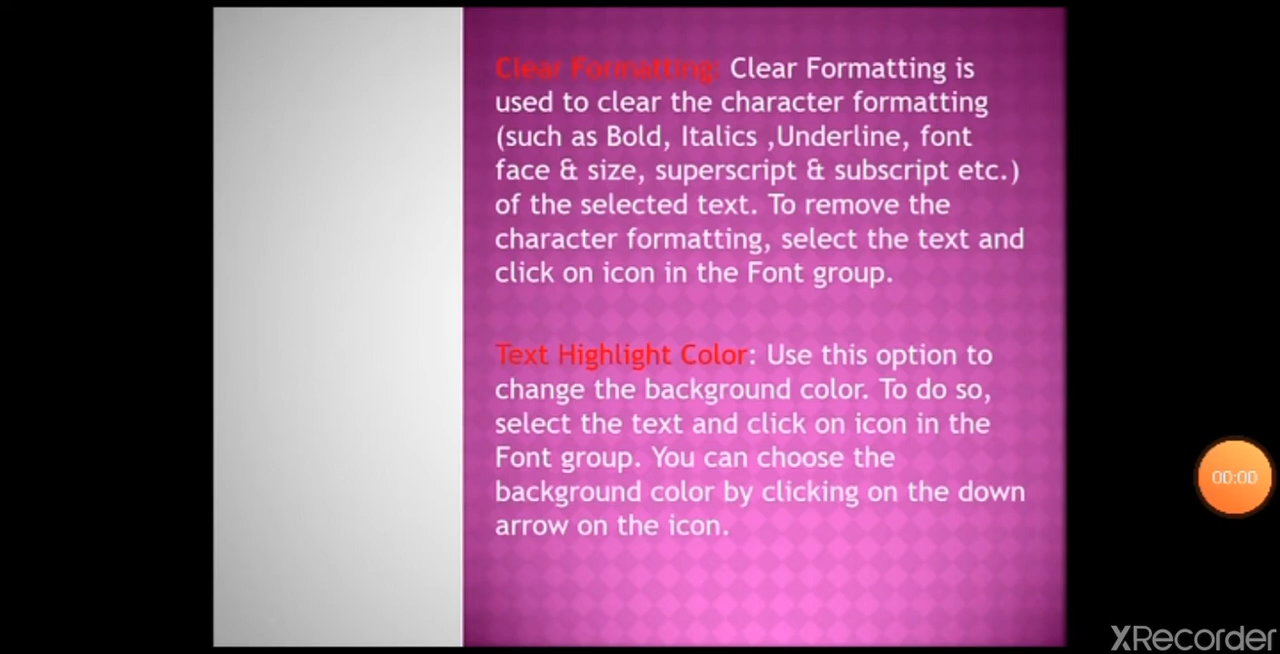 Clear Formatting: Clear Formatting is
used to clear the character formatting
(such as Bold, Italics ,Underline, font
face & size, superscript & subscript etc.)
of the selected text. To remove the
character formatting, select the text and
click on icon in the Font group.
Text Highlight Color: Use this option to
change the background color. To do so,
select the text and click on icon in the
Font group. You can choose the
background color by clicking on the down
arrow on the icon.
00:00
XRecorder